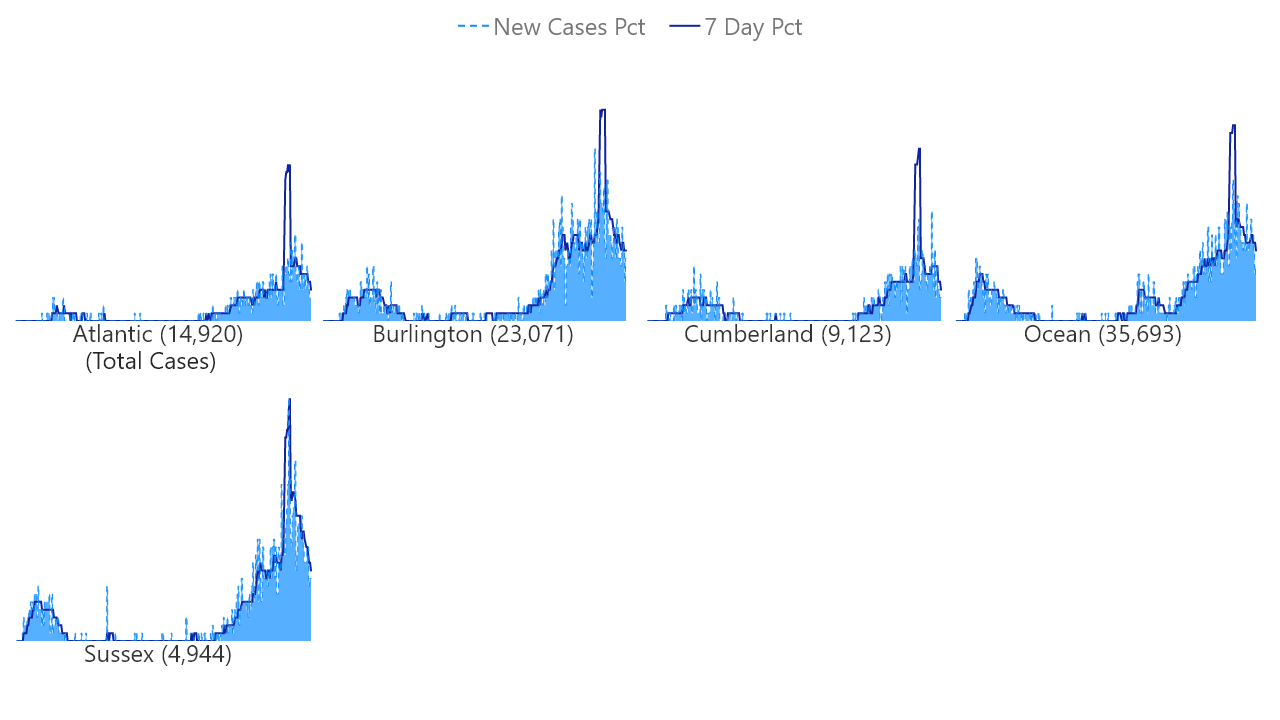 New Cases Pct 7 Day Pct
Atlantic (14,920)
(Total Cases)
Burlington (23,071)
Cumberland (9,123)
Ocean (35,693)
Sussex (4,944)